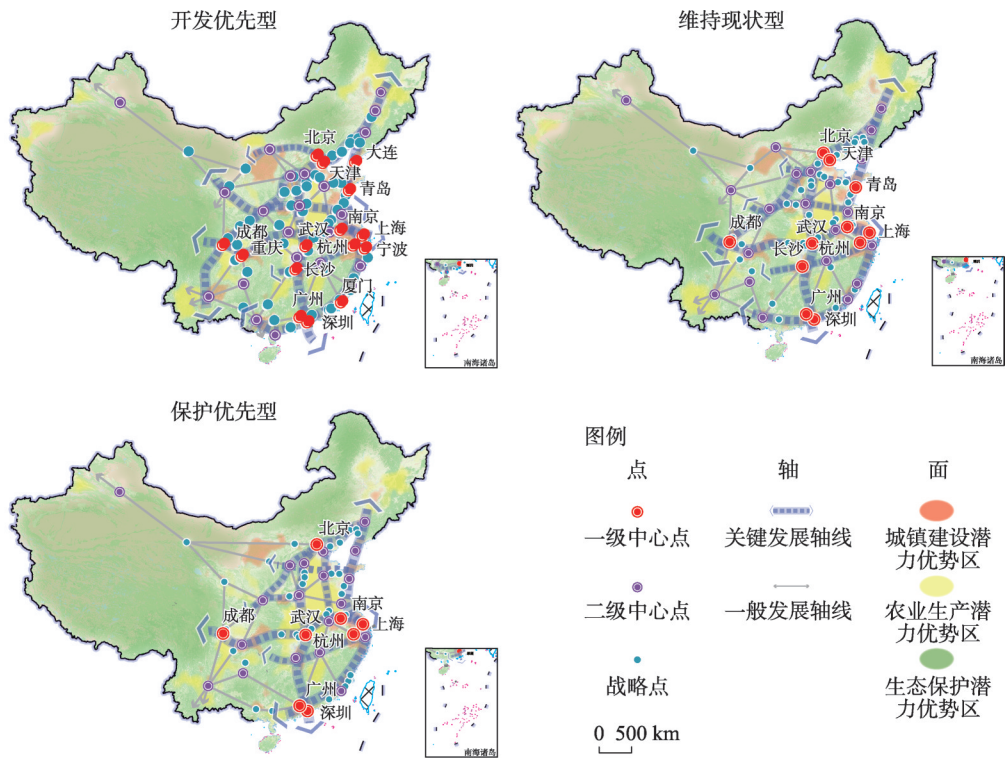 开发优先型
北京
大连
天津
青岛
南京
武汉
上海
成都
杭州
宁波
重庆
长沙
厦门
广州
深圳
南海诸岛
维持现状型
北京
天津
青岛
南京
成都
武汉
上海
长沙
杭州
广州
深圳
南海诸岛
保护优先型
北京
南京
成都
武汉
上海
杭州
广州
深圳
南海诸岛
图例
点 轴 面
一级中心点 关键发展轴线 城镇建设潜
力优势区
二级中心点 一般发展轴线 农业生产潜
力优势区
战略点 生态保护潜
力优势区
0 500 km